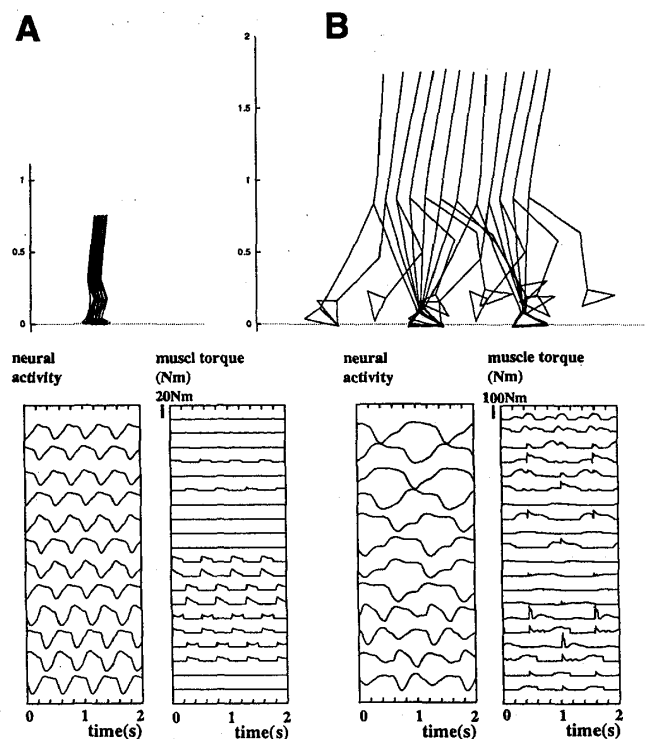 A
B
2
1.5
1
0.5
0
1
0.5
0
neural
activity
muscl torque
(Nm)
20Nm
neural
activity
muscle torque
(Nm)
100Nm
0 1 2
time(s)
0 1 2
time(s)
0 1 2
time(s)
0 1 2
time(s)